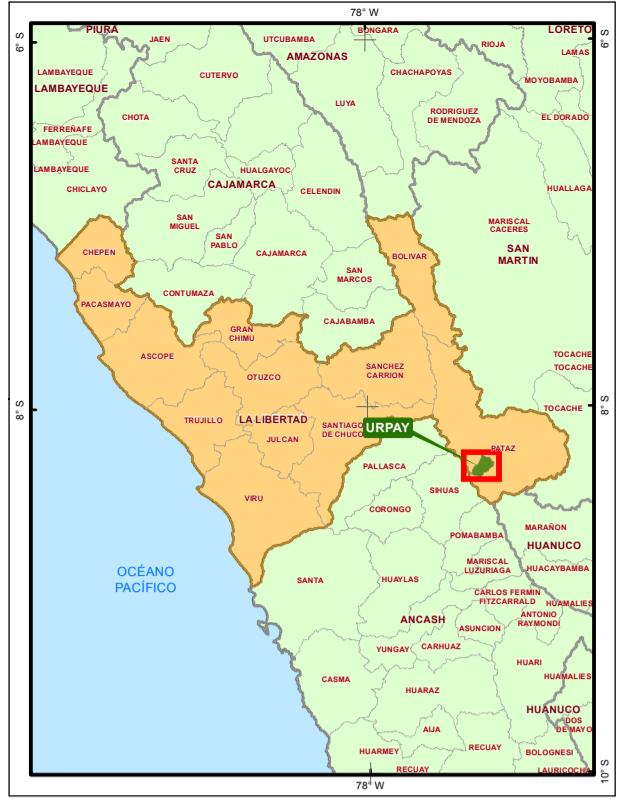 78° W
6° S
6° S
PIURA
JAEN
UTCUBAMBA
BONGARA
LORETO
RIOJA
LAMAS
AMAZONAS
LAMBAYEQUE
CUTERVO
CHACHAPOYAS
MOYOBAMBA
LAMBAYEQUE
LUYA
CHOTA
RODRIGUEZ
DE MENDOZA
EL DORADO
FERREÑAFE
LAMBAYEQUE
LAMBAYEQUE
SANTA
CRUZ
HUALGAYOC
CHICLAYO
CAJAMARCA
CELENDIN
HUALLAGA
SAN
MIGUEL
SAN
PABLO
MARISCAL
CACERES
CHEPEN
CAJAMARCA
BOLIVAR
SAN
MARTIN
SAN
MARCOS
CONTUMAZA
PACASMAYO
CAJABAMBA
GRAN
CHIMU
ASCOPE
TOCACHE
TOCACHE
SANCHEZ
CARRION
OTUZCO
8° S
8° S
TOCACHE
TRUJILLO
LA LIBERTAD
SANTIAGO
DE CHUCO
URPAY
JULCAN
PATAZ
PALLASCA
SIHUAS
VIRU
CORONGO
MARAÑON
POMABAMBA
HUANUCO
OCÉANO
PACÍFICO
MARISCAL
LUZURIAGA
HUACAYBAMBA
SANTA
HUAYLAS
CARLOS FERMIN
FITZCARRALD
HUAMALIES
ANTONIO
RAYMONDI
ANCASH
ASUNCION
YUNGAY
CARHUAZ
HUARI
CASMA
HUAMALIES
HUARAZ
HUANUCO
DOS
DE MAYO
AIJA
HUARMEY
RECUAY
BOLOGNESI
RECUAY
LAURICOCHA
10° S
78° W